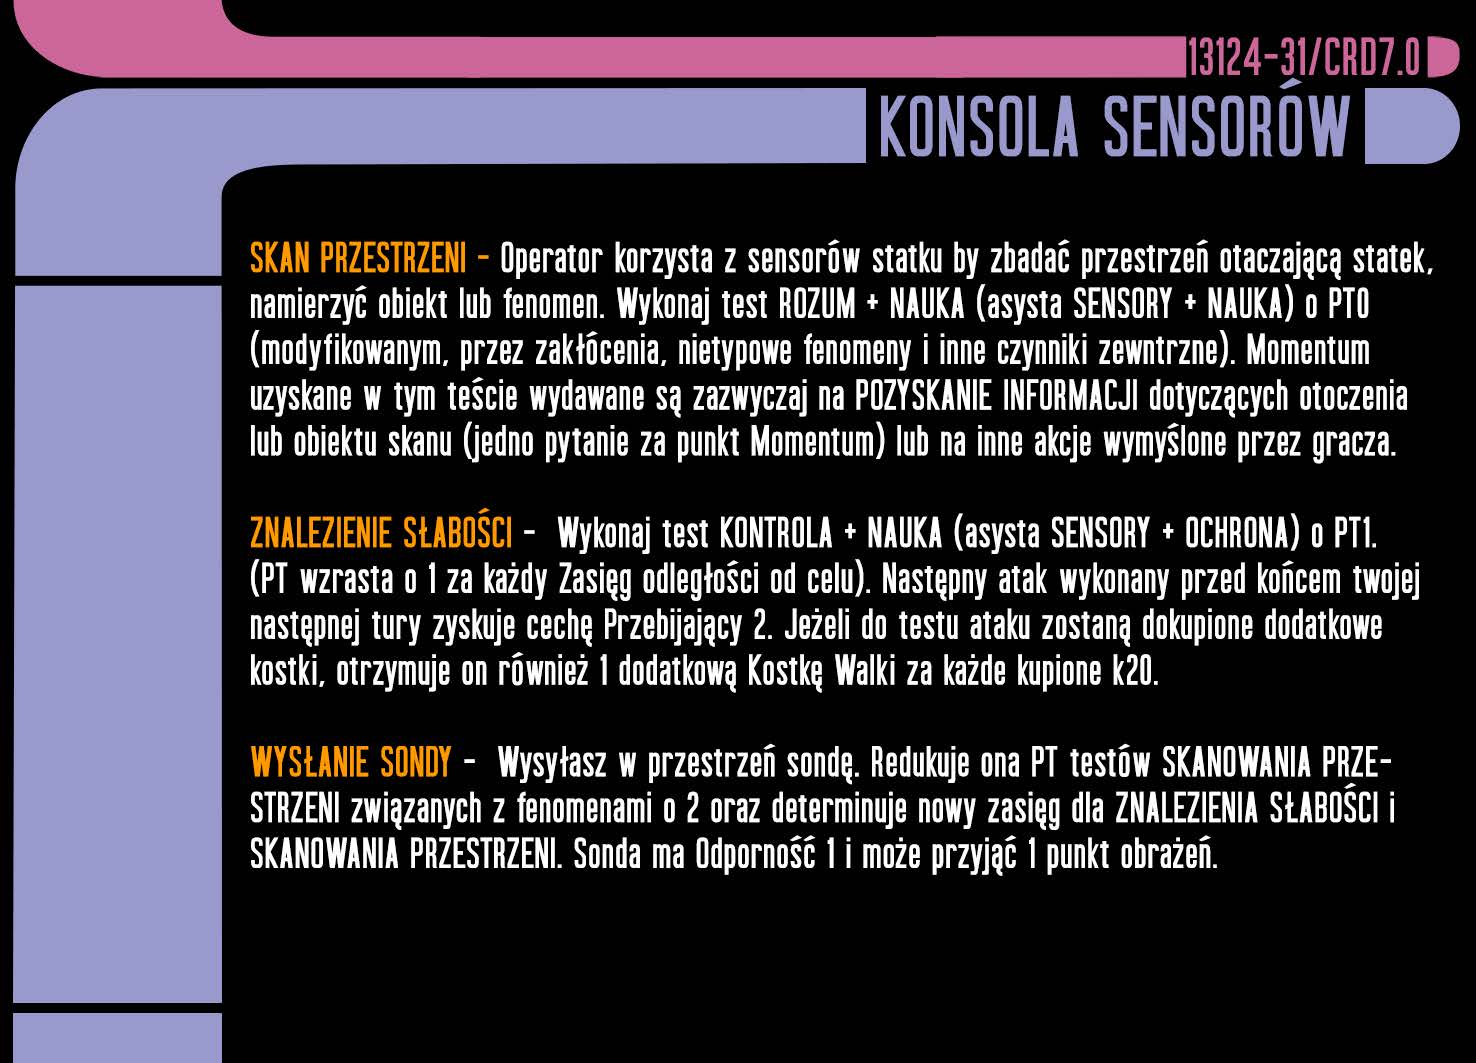 13124-31/CRD7.0
KONSOLA SENSORÓW
SKAN PRZESTRZENI - Operator korzysta z sensorów statku by zbadać przestrzeń otaczającą statek,
namierzyć obiekt lub fenomen. Wykonaj test ROZUM + NAUKA (asysta SENSORY + NAUKA) o PT0
(modyfikowanym, przez zakłócenia, nietypowe fenomeny i inne czynniki zewntrzne). Momentum
uzyskane w tym teście wydawane są zazwyczaj na POZYSKANIE INFORMACJI dotyczących otoczenia
lub obiektu skanu (jedno pytanie za punkt Momentum) lub na inne akcje wymyślone przez gracza.
ZNALEZIENIE SŁABOŚCI - Wykonaj test KONTROLA + NAUKA (asysta SENSORY + OCHRONA) o PT1.
(PT wzrasta o 1 za każdy Zasięg odległości od celu). Następny atak wykonany przed końcem twojej
następnej tury zyskuje cechę Przebijający 2. Jeżeli do testu ataku zostaną dokupione dodatkowe
kostki, otrzymuje on również 1 dodatkową Kostkę Walki za każde kupione k20.
WYSŁANIE SONDY - Wysyłasz w przestrzeń sondę. Redukuje ona PT testów SKANOWANIA PRZE-
STRZENI związanych z fenomenami o 2 oraz determinuje nowy zasięg dla ZNALEZIENIA SŁABOŚCI i
SKANOWANIA PRZESTRZENI. Sonda ma Odporność 1 i może przyjąć 1 punkt obrażeń.